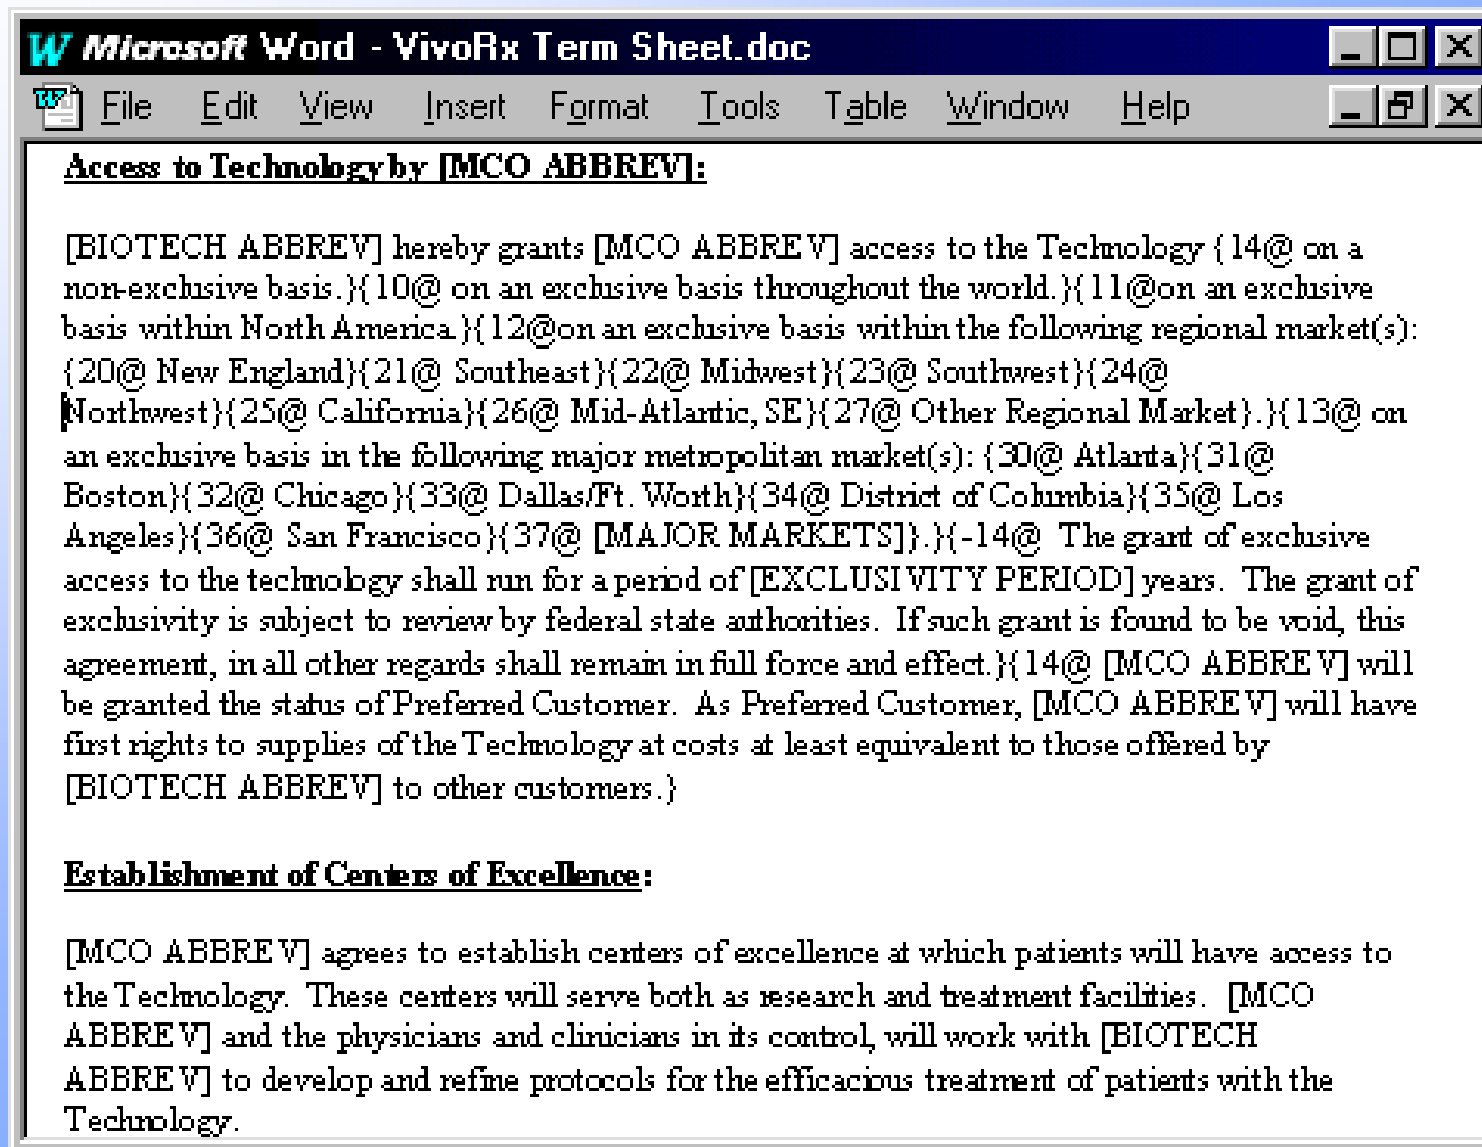 Microsoft Word - VivoRx Term Sheet.doc
File Edit View Insert Format Tools Table Window Help
Access to Technology by [MCO ABBREV]:
[BIOTECH ABBREV] hereby grants [MCO ABBREV] access to the Technology {14@ on a
non-exclusive basis.}{10@ on an exclusive basis throughout the world.}{11@on an exclusive
basis within North America.}{12@on an exclusive basis within the following regional market(s):
{20@ New England}{21@ Southeast}{22@ Midwest}{23@ Southwest}{24@
Northwest}{25@ California}{26@ Mid-Atlantic, SE}{27@ Other Regional Market}.}{13@ on
an exclusive basis in the following major metropolitan market(s): {30@ Atlanta}{31@
Boston}{32@ Chicago}{33@ Dallas/Ft. Worth}{34@ District of Columbia}{35@ Los
Angeles}{36@ San Francisco}{37@ [MAJOR MARKETS]}.}{-14@  The grant of exclusive
access to the technology shall run for a period of [EXCLUSIVITY PERIOD] years.  The grant of
exclusivity is subject to review by federal state authorities.  If such grant is found to be void, this
agreement, in all other regards shall remain in full force and effect.}{14@ [MCO ABBREV] will
be granted the status of Preferred Customer.  As Preferred Customer, [MCO ABBREV] will have
first rights to supplies of the Technology at costs at least equivalent to those offered by
[BIOTECH ABBREV] to other customers.}
Establishment of Centers of Excellence:
[MCO ABBREV] agrees to establish centers of excellence at which patients will have access to
the Technology.  These centers will serve both as research and treatment facilities.  [MCO
ABBREV] and the physicians and clinicians in its control, will work with [BIOTECH
ABBREV] to develop and refine protocols for the efficacious treatment of patients with the
Technology.